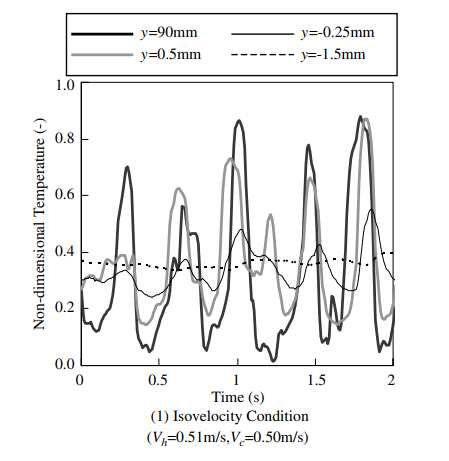 y=90mm y=-0.25mm
y=0.5mm y=-1.5mm
Non-dimensional Temperature (-)
1.0
0.8
0.6
0.4
0.2
0.0
0 0.5 1 1.5 2
Time (s)
(1) Isovelocity Condition
(Vh=0.51m/s,Vc=0.50m/s)